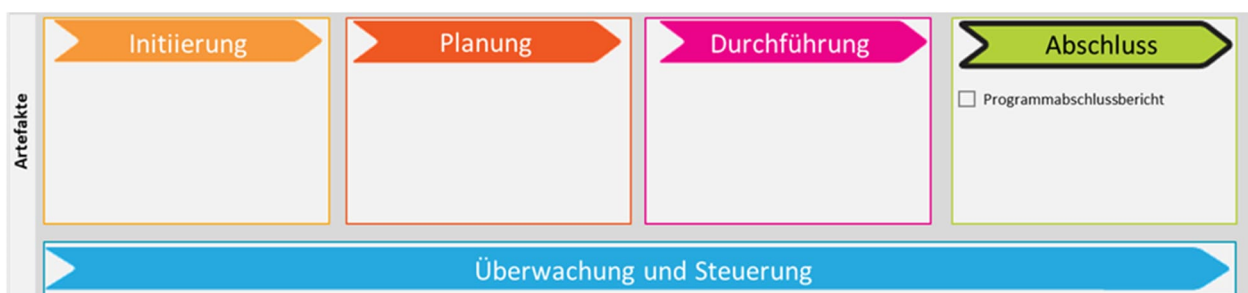 Artefakte
Initiierung
Planung
Durchführung
Abschluss
Programmabschlussbericht
Überwachung und Steuerung